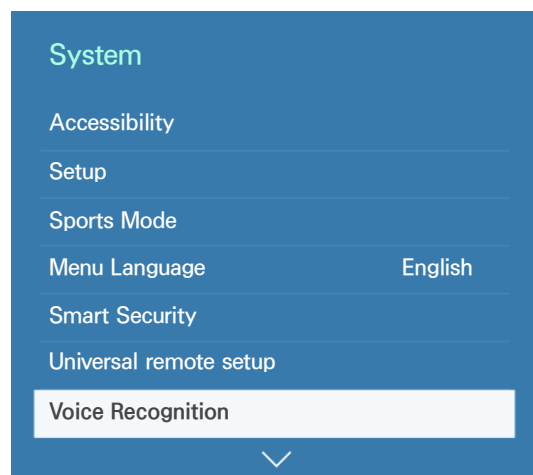 System
Accessibility
Setup
Sports Mode
Menu Language English
Smart Security
Universal remote setup
Voice Recognition